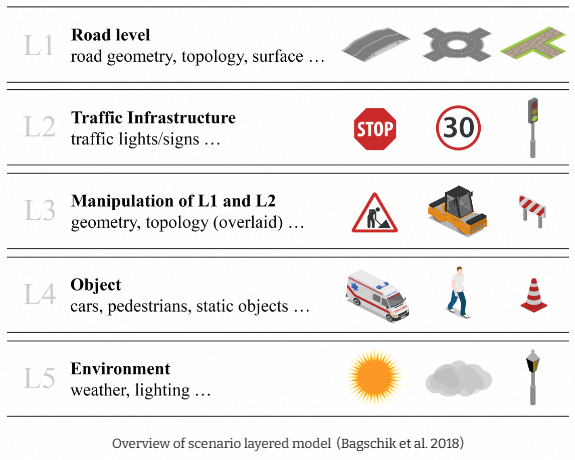 L1
Road level
road geometry, topology, surface …
L2
Traffic Infrastructure
traffic lights/signs …
STOP
30
L3
Manipulation of L1 and L2
geometry, topology (overlaid) …
L4
Object
cars, pedestrians, static objects …
L5
Environment
weather, lighting …
Overview of scenario layered model (Bagschik et al. 2018)